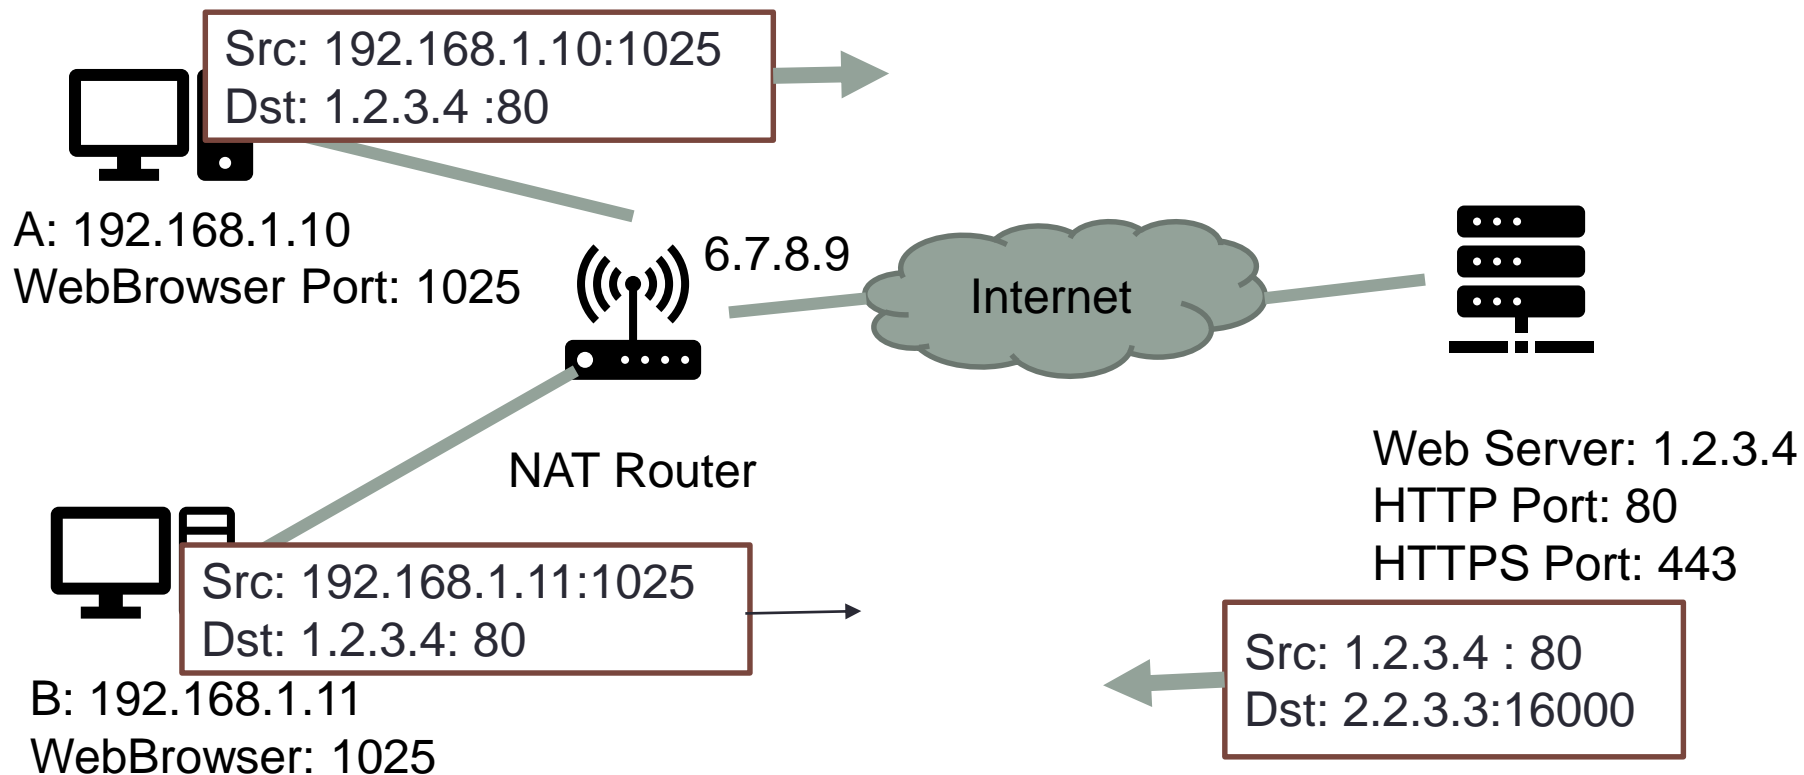 Src: 192.168.1.10:1025
Dst: 1.2.3.4 :80
A: 192.168.1.10
WebBrowser Port: 1025
6.7.8.9
Internet
NAT Router
Web Server: 1.2.3.4
HTTP Port: 80
HTTPS Port: 443
Src: 192.168.1.11:1025
Dst: 1.2.3.4: 80
B: 192.168.1.11
WebBrowser: 1025
Src: 1.2.3.4 : 80
Dst: 2.2.3.3:16000